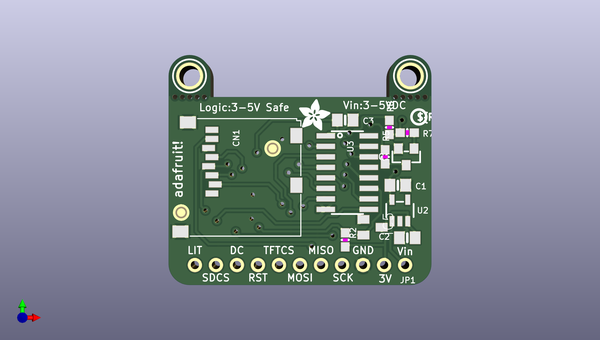 Logic:3-5V Safe
Vin:3-5VDC
C3
CN1
U3
R7
adafruit!
C1
U2
R2
C2
LIT
DC
TFTCS
MISO
GND
Vin
SDCS
RST
MOSI
SCK
3V
JP1